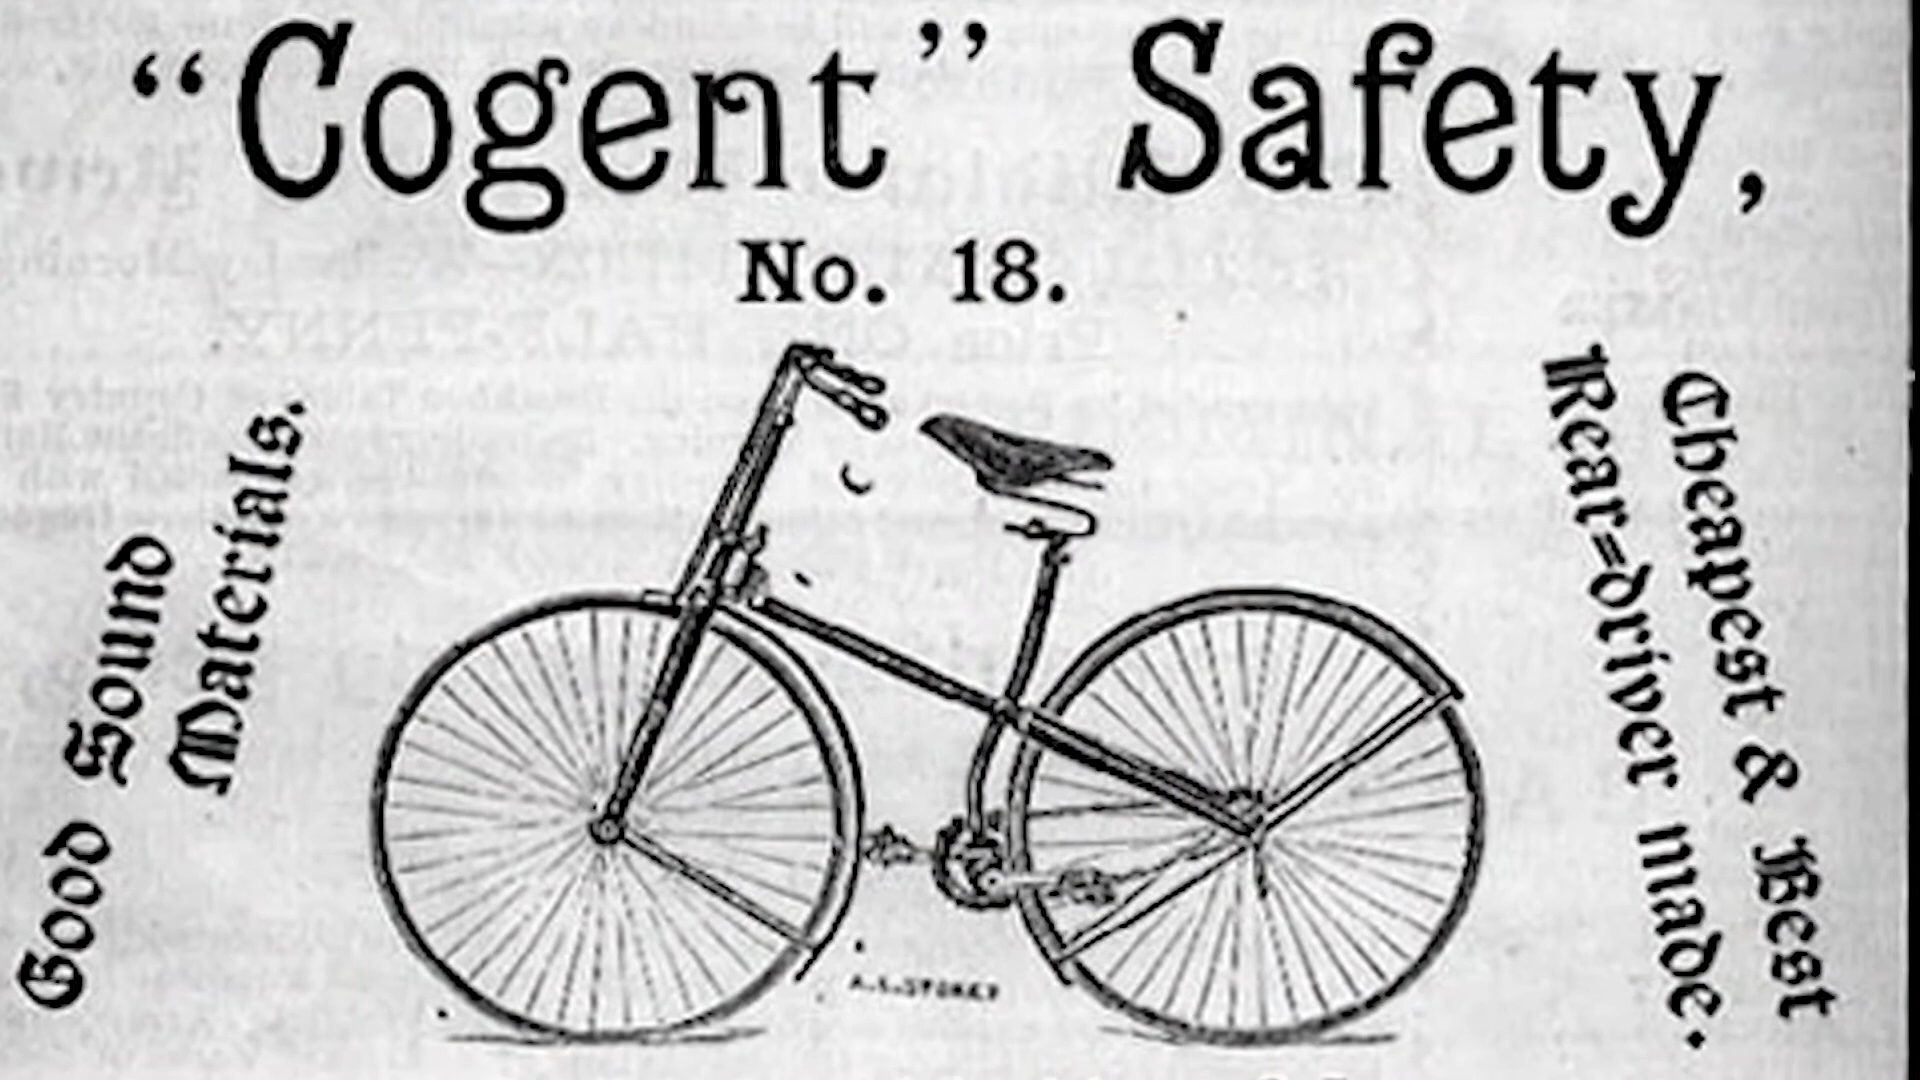 “Cogent” Safety,
No. 18.
Good Sound
Materials.
Cheapest & Best
Rear=driver made.